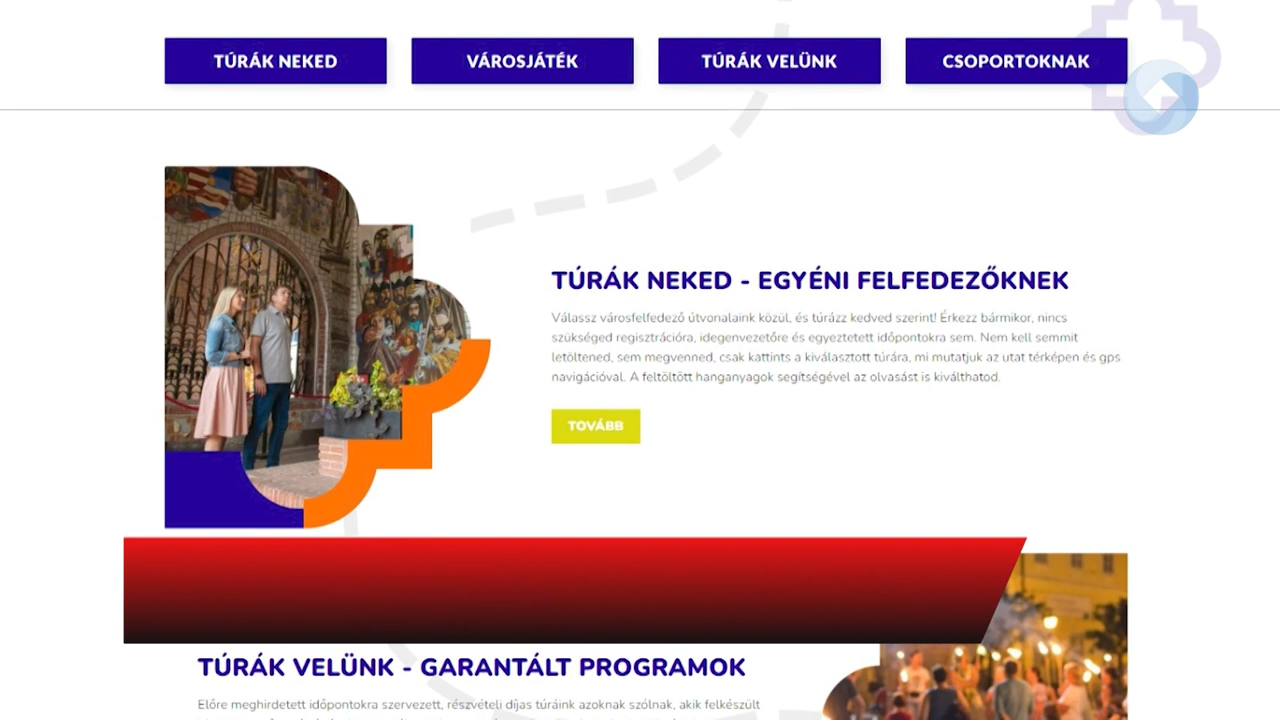 TÚRÁK NEKED
VÁROSJÁTÉK
TÚRÁK VELÜNK
CSOPORTOKNAK
TÚRÁK NEKED - EGYÉNI FELFEDEZŐKNEK
Válassz városfelfedező útvonalaink közül, és túrázz kedved szerint! Érkezz bármikor, nincs
szükséged regisztrációra, idegenvezetőre és egyeztetett időpontokra sem. Nem kell semmit
letöltened, sem megvenned, csak kattints a kiválasztott túrára, mi mutatjuk az utat térképen és gps
navigációval. A feltöltött hanganyagok segítségével az olvasást is kiválthatod.
TOVÁBB
TÚRÁK VELÜNK - GARANTÁLT PROGRAMOK
Előre meghirdetett időpontokra szervezett, részvételi díjas túráink azoknak szólnak, akik felkészült